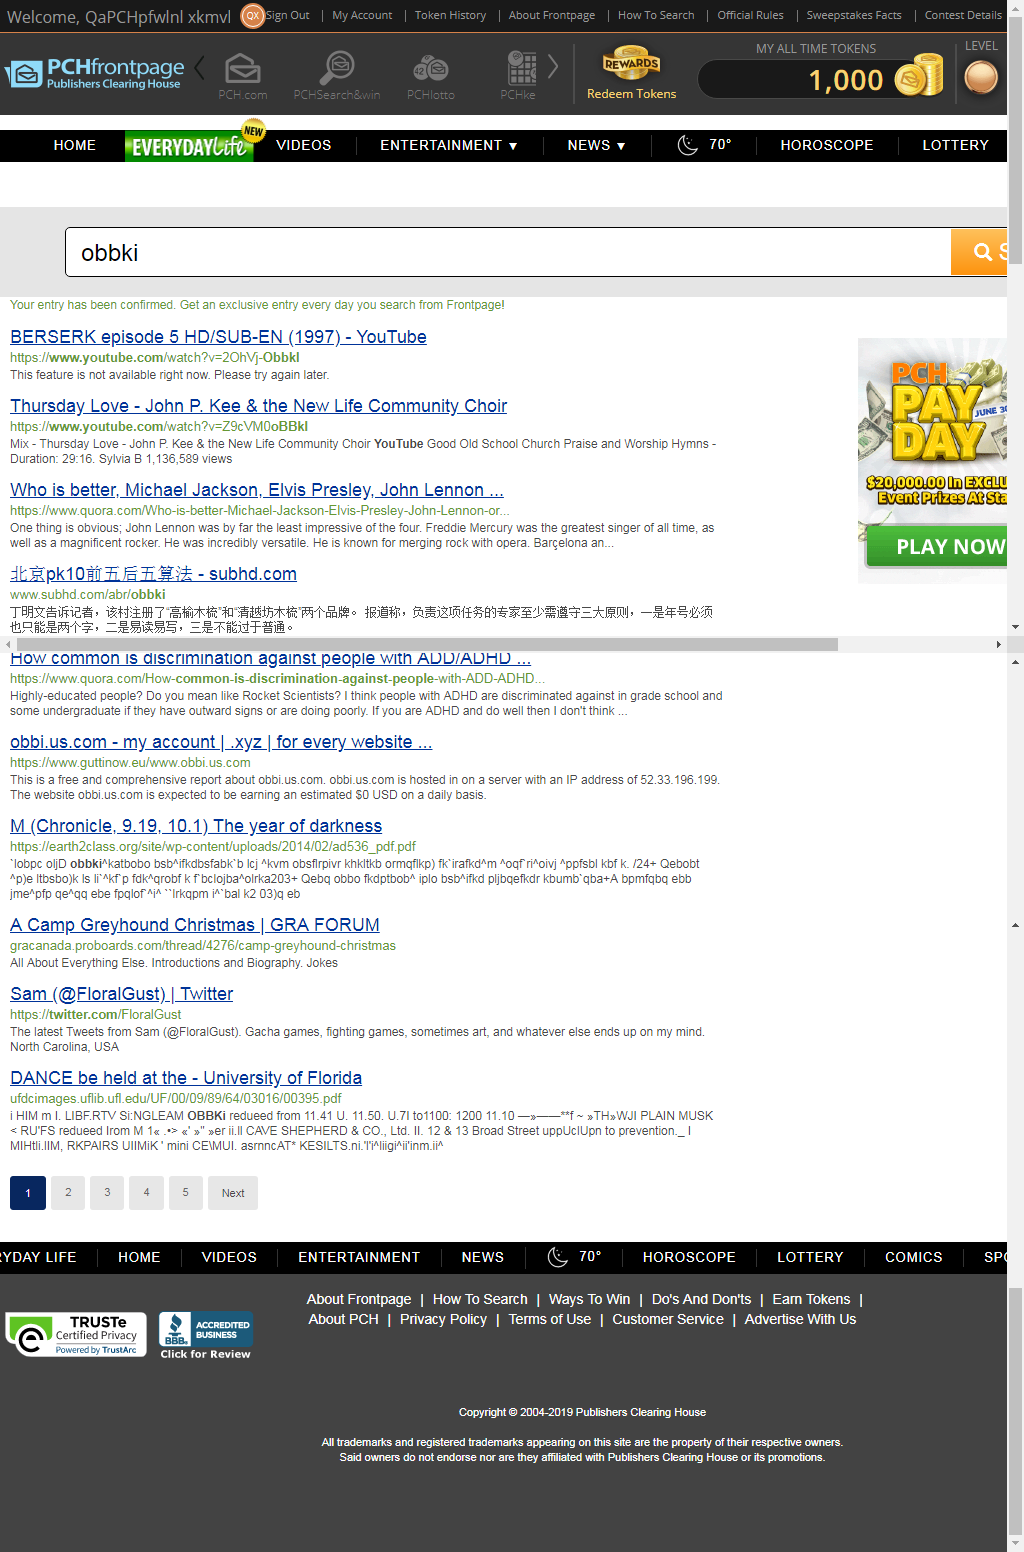 Welcome, QaPCHpfwlnl xkmvl QX Sign Out | My Account | Token History | About Frontpage | How To Search | Official Rules | Sweepstakes Facts | Contest Details
PCHfrontpage
Publishers Clearing House
PCH.com PCHSearch&win PCHlotto PCHke
REWARDS
Redeem Tokens
MY ALL TIME TOKENS
1,000
LEVEL
HOME EVERYDAY Life NEW VIDEOS ENTERTAINMENT ▼ NEWS ▼ 70° HOROSCOPE LOTTERY
obbki S
Your entry has been confirmed. Get an exclusive entry every day you search from Frontpage!
BERSERK episode 5 HD/SUB-EN (1997) - YouTube
https://www.youtube.com/watch?v=2OhVj-Obbkl
This feature is not available right now. Please try again later.
Thursday Love - John P. Kee & the New Life Community Choir
https://www.youtube.com/watch?v=Z9cVM0oBBkl
Mix - Thursday Love - John P. Kee & the New Life Community Choir YouTube Good Old School Church Praise and Worship Hymns -
Duration: 29:16. Sylvia B 1,136,589 views
Who is better, Michael Jackson, Elvis Presley, John Lennon ...
https://www.quora.com/Who-is-better-Michael-Jackson-Elvis-Presley-John-Lennon-or...
One thing is obvious; John Lennon was by far the least impressive of the four. Freddie Mercury was the greatest singer of all time, as
well as a magnificent rocker. He was incredibly versatile. He is known for merging rock with opera. Barçelona an...
北京pk10前五后五算法 - subhd.com
www.subhd.com/abr/obbki
丁明文告诉记者，该村注册了“高榆木梳”和“清越坊木梳”两个品牌。 报道称，负责这项任务的专家至少需遵守三大原则，一是年号必须
也只能是两个字，二是易读易写，三是不能过于普通。
PCH
PAY
DAY
JUNE 30
$20,000.00 In EXCLU
Event Prizes At Sta
PLAY NOW
How common is discrimination against people with ADD/ADHD ...
https://www.quora.com/How-common-is-discrimination-against-people-with-ADD-ADHD...
Highly-educated people? Do you mean like Rocket Scientists? I think people with ADHD are discriminated against in grade school and
some undergraduate if they have outward signs or are doing poorly. If you are ADHD and do well then I don't think ...
obbi.us.com - my account | .xyz | for every website ...
https://www.guttinow.eu/www.obbi.us.com
This is a free and comprehensive report about obbi.us.com. obbi.us.com is hosted in on a server with an IP address of 52.33.196.199.
The website obbi.us.com is expected to be earning an estimated $0 USD on a daily basis.
M (Chronicle, 9.19, 10.1) The year of darkness
https://earth2class.org/site/wp-content/uploads/2014/02/ad536_pdf.pdf
`lobpc oljD obbki^katbobo bsb^ifkdbsfabk`b lcj ^kvm obsflrpivr khkltkb ormqflkp) fk`irafkd^m ^oqf`ri^oivj ^ppfsbl kbf k. /24+ Qebobt
^p)e ltbsbo)k ls li`^kf`p fdk^qrobf k f`bclojba^olrka203+ Qebq obbo fkdptbob^ iplo bsb^ifkd pljbqefkdr kbumb`qba+A bpmfqbq ebb
jme^pfp qe^qq ebe fpqlof`^i^ ``lrkqpm i^`bal k2 03)q eb
A Camp Greyhound Christmas | GRA FORUM
gracanada.proboards.com/thread/4276/camp-greyhound-christmas
All About Everything Else. Introductions and Biography. Jokes
Sam (@FloralGust) | Twitter
https://twitter.com/FloralGust
The latest Tweets from Sam (@FloralGust). Gacha games, fighting games, sometimes art, and whatever else ends up on my mind.
North Carolina, USA
DANCE be held at the - University of Florida
ufdcimages.uflib.ufl.edu/UF/00/09/89/64/03016/00395.pdf
i HIM m I. LIBF.RTV Si:NGLEAM OBBKi redueed from 11.41 U. 11.50. U.7I to1100: 1200 11.10 —»——**f ~ »TH»WJI PLAIN MUSK
< RU'FS redueed Irom M 1« .•> «' »" »er ii.ll CAVE SHEPHERD & CO., Ltd. II. 12 & 13 Broad Street uppUclUpn to prevention._ I
MIHtli.lIM, RKPAIRS UIIMiK ' mini CE\MUI. asrnncAT* KESILTS.ni.'l'i^liigi^ii'inm.ii^
1 2 3 4 5 Next
RYDAY LIFE HOME VIDEOS ENTERTAINMENT NEWS 70° HOROSCOPE LOTTERY COMICS SPO
TRUSTe
Certified Privacy
Powered by TrustArc
BBB.
ACCREDITED
BUSINESS
Click for Review
About Frontpage | How To Search | Ways To Win | Do's And Don'ts | Earn Tokens |
About PCH | Privacy Policy | Terms of Use | Customer Service | Advertise With Us
Copyright © 2004-2019 Publishers Clearing House
All trademarks and registered trademarks appearing on this site are the property of their respective owners.
Said owners do not endorse nor are they affiliated with Publishers Clearing House or its promotions.